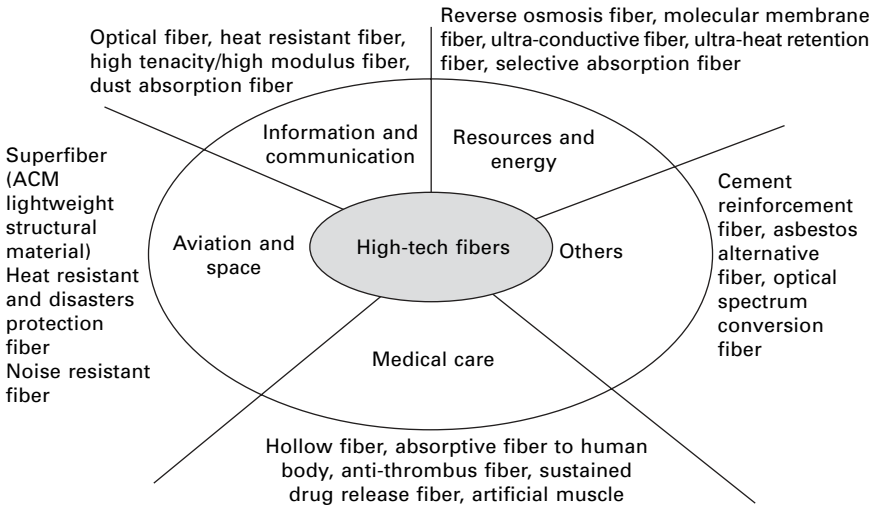 Optical fiber, heat resistant fiber,
high tenacity/high modulus fiber,
dust absorption fiber
Reverse osmosis fiber, molecular membrane
fiber, ultra-conductive fiber, ultra-heat retention
fiber, selective absorption fiber
Information and
communication
Resources and
energy
Superfiber
(ACM
lightweight
structural
material)
Heat resistant
and disasters
protection
fiber
Noise resistant
fiber
Aviation and
space
High-tech fibers
Others
Cement
reinforcement
fiber, asbestos
alternative
fiber, optical
spectrum
conversion
fiber
Medical care
Hollow fiber, absorptive fiber to human
body, anti-thrombus fiber, sustained
drug release fiber, artificial muscle